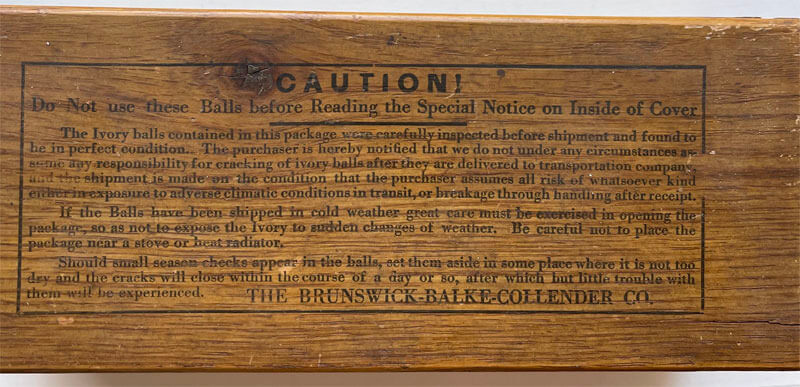 CAUTION!
Do Not use these Balls before Reading the Special Notice on Inside of Cover
The Ivory balls contained in this package were carefully inspected before shipment and found to
be in perfect condition. The purchaser is hereby notified that we do not under any circumstances as-
sume any responsibility for cracking of ivory balls after they are delivered to transportation company
and the shipment is made on the condition that the purchaser assumes all risk of whatsoever kind
either in exposure to adverse climatic conditions in transit, or breakage through handling after receipt.
If the Balls have been shipped in cold weather great care must be exercised in opening the
package, so as not to expose the Ivory to sudden changes of weather. Be careful not to place the
package near a stove or heat radiator.
Should small season checks appear in the balls, set them aside in some place where it is not too
dry and the cracks will close within the course of a day or so, after which but little trouble with
them will be experienced. THE BRUNSWICK-BALKE-COLLENDER CO.